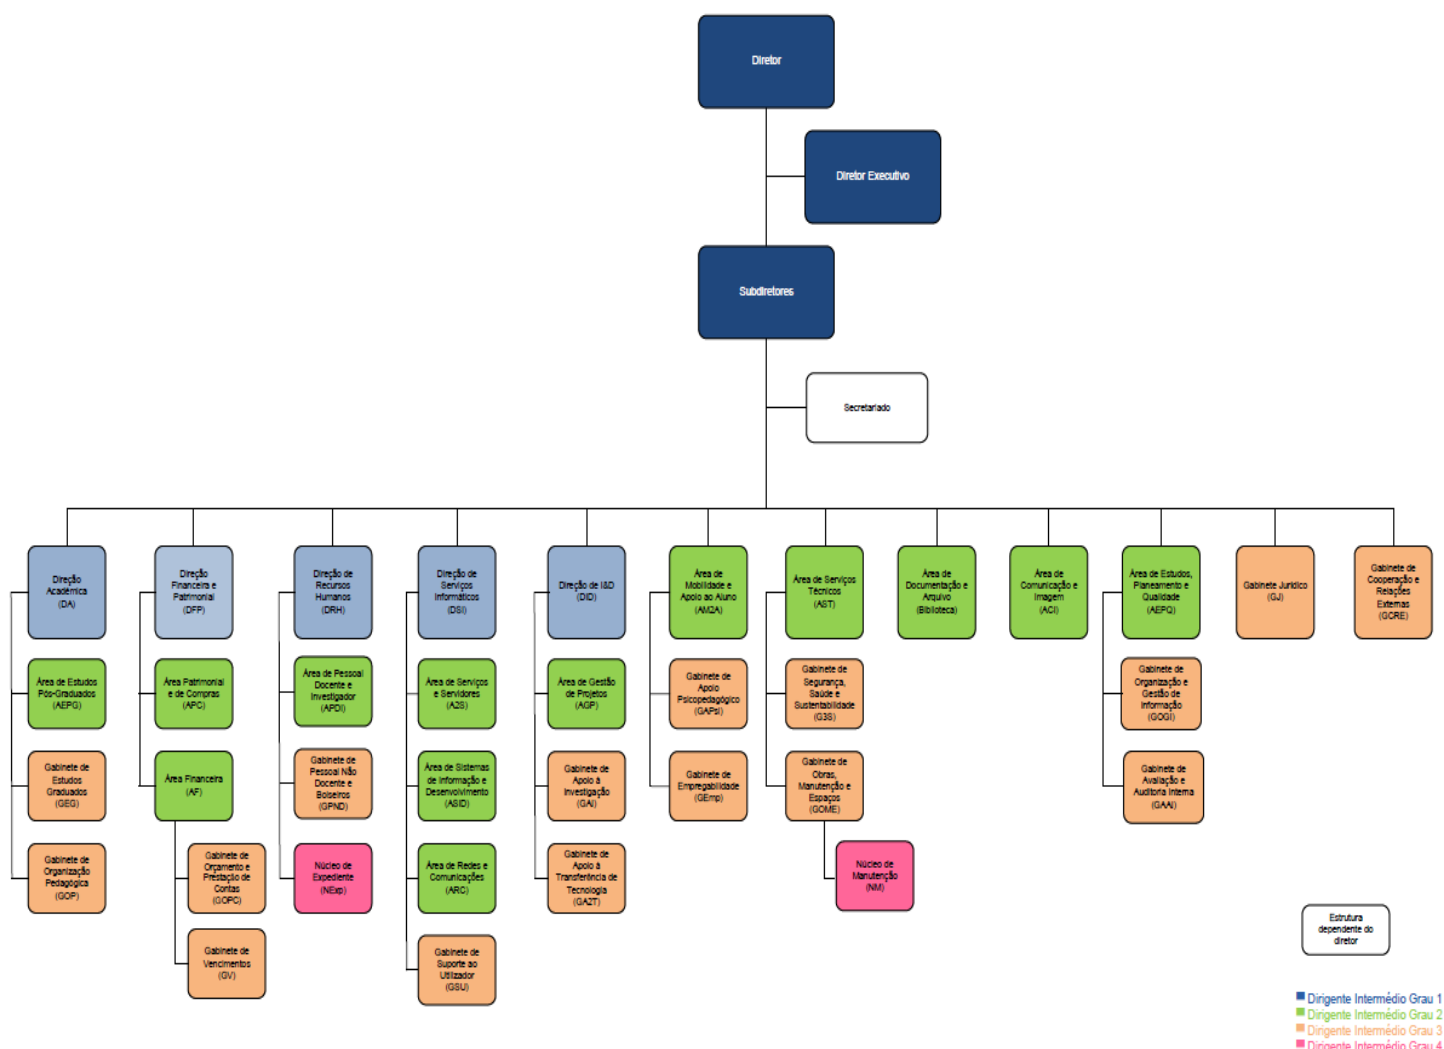 Diretor
Diretor Executivo
Subdiretores
Secretariado
Direção
Académica
(DA)
Direção
Financeira e
Patrimonial
(DFP)
Direção de
Recursos
Humanos
(DRH)
Direção de
Serviços
Informáticos
(DSI)
Direção de I&D
(DID)
Área de
Mobilidade e
Apoio ao Aluno
(AM2A)
Área de Serviços
Técnicos
(AST)
Área de
Documentação e
Arquivo
(Biblioteca)
Área de
Comunicação e
Imagem
(ACI)
Área de Estudos,
Planeamento e
Qualidade
(AEPQ)
Gabinete Jurídico
(GJ)
Gabinete de
Cooperação e
Relações
Externas
(GCRE)
Área de Estudos
Pós-Graduados
(AEPG)
Área Patrimonial
e de Compras
(APC)
Área de Pessoal
Docente e
Investigador
(APDI)
Área de Serviços
e Servidores
(A2S)
Área de Gestão
de Projetos
(AGP)
Gabinete de
Apoio
Psicopedagógico
(GAPsi)
Gabinete de
Segurança,
Saúde e
Sustentabilidade
(G3S)
Gabinete de
Organização e
Gestão de
Informação
(GOGI)
Gabinete de
Estudos
Graduados
(GEG)
Área Financeira
(AF)
Gabinete de
Pessoal Não
Docente e
Bolseiros
(GPND)
Área de Sistemas
de Informação e
Desenvolvimento
(ASID)
Gabinete de
Apoio à
Investigação
(GAI)
Gabinete de
Empregabilidade
(GEmp)
Gabinete de
Obras,
Manutenção e
Espaços
(GOME)
Gabinete de
Avaliação e
Auditoria Interna
(GAAI)
Gabinete de
Organização
Pedagógica
(GOP)
Gabinete de
Orçamento e
Prestação de
Contas
(GOPC)
Núcleo de
Expediente
(NExp)
Área de Redes e
Comunicações
(ARC)
Gabinete de
Apoio à
Transferência de
Tecnologia
(GA2T)
Núcleo de
Manutenção
(NM)
Gabinete de
Vencimentos
(GV)
Gabinete de
Suporte ao
Utilizador
(GSU)
Estrutura
dependente do
diretor
Dirigente Intermédio Grau 1
Dirigente Intermédio Grau 2
Dirigente Intermédio Grau 3
Dirigente Intermédio Grau 4